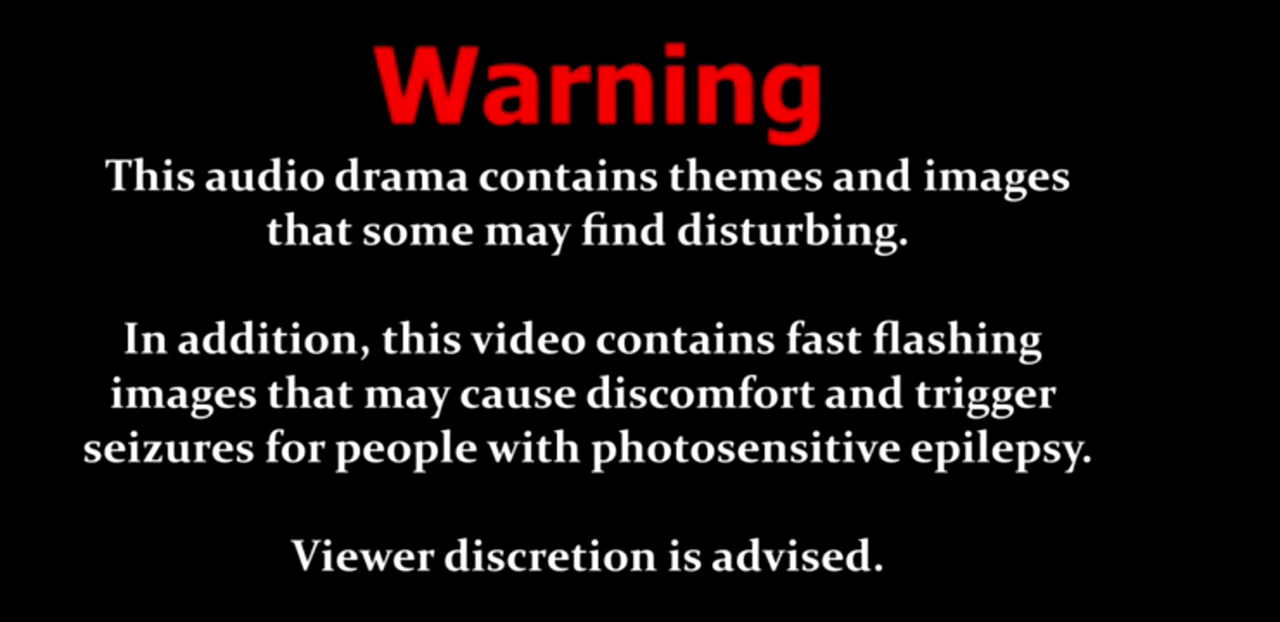 Warning
This audio drama contains themes and images
that some may find disturbing.
In addition, this video contains fast flashing
images that may cause discomfort and trigger
seizures for people with photosensitive epilepsy.
Viewer discretion is advised.